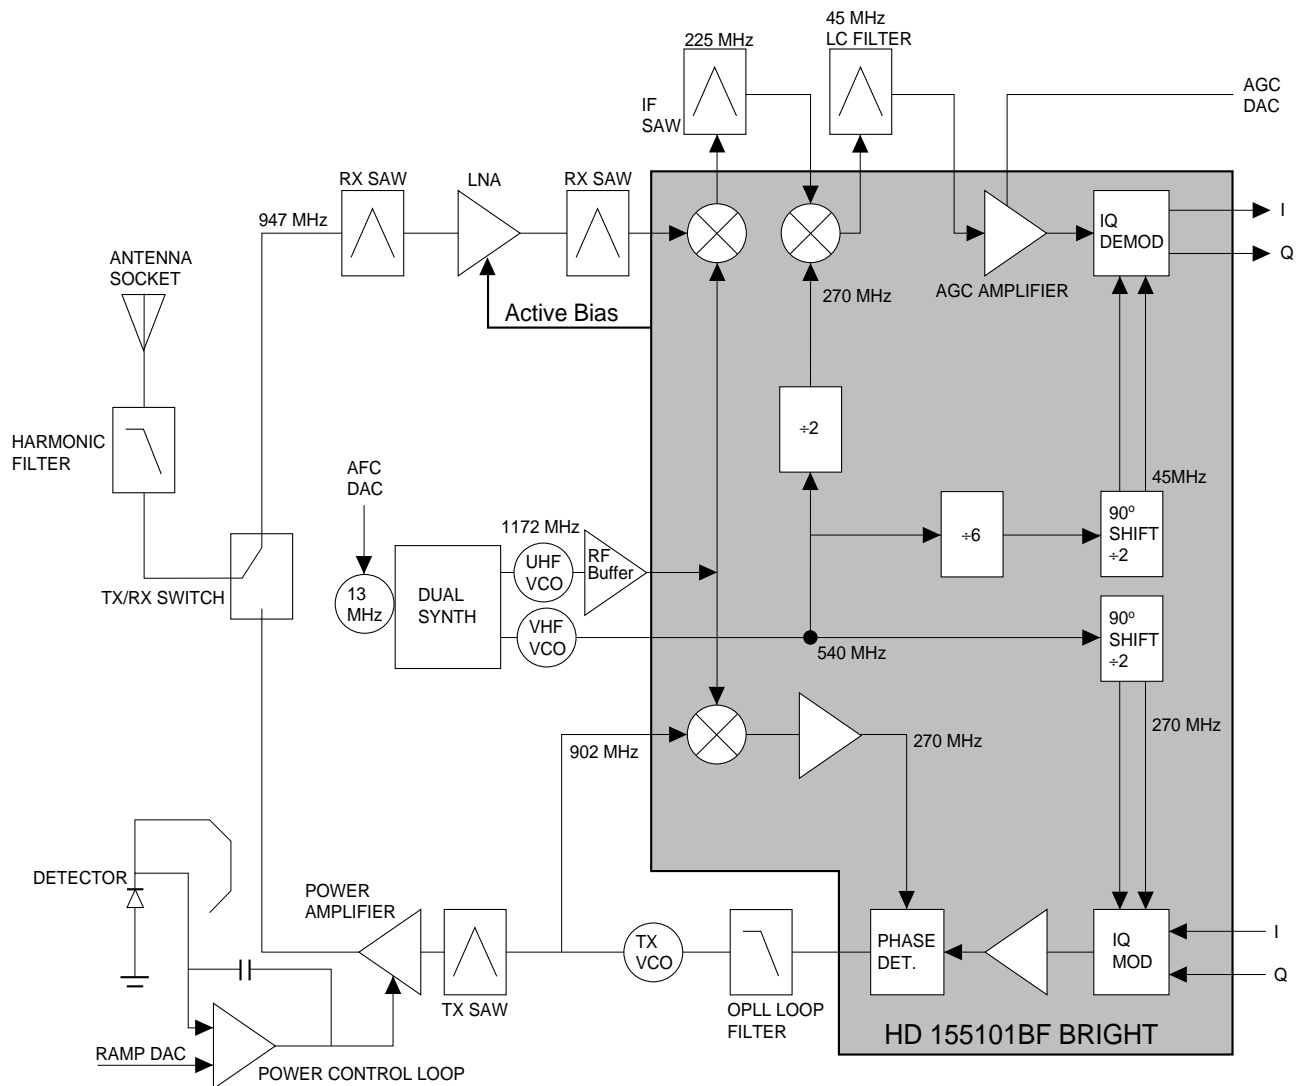 45 MHz
LC FILTER
225 MHz
AGC
DAC
IF
SAW
RX SAW
LNA
RX SAW
947 MHz
IQ
DEMOD
I
Q
ANTENNA
SOCKET
270 MHz
AGC AMPLIFIER
Active Bias
÷2
HARMONIC
FILTER
AFC
DAC
45MHz
1172 MHz
÷6
90º
SHIFT
÷2
UHF
VCO
RF
Buffer
13
MHz
DUAL
SYNTH
TX/RX SWITCH
VHF
VCO
540 MHz
90º
SHIFT
÷2
902 MHz
270 MHz
270 MHz
DETECTOR
POWER
AMPLIFIER
TX
VCO
PHASE
DET.
IQ
MOD
I
Q
TX SAW
OPLL LOOP
FILTER
HD 155101BF BRIGHT
RAMP DAC
POWER CONTROL LOOP